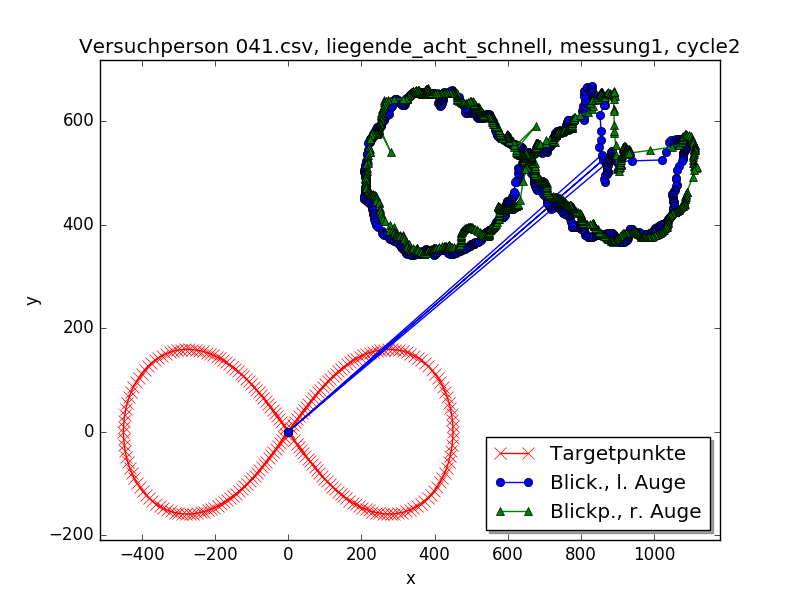 Versuchperson 041.csv, liegende_acht_schnell, messung1, cycle2
600
400
200
0
−200
y
−400
−200
0
200
400
600
800
1000
x
Targetpunkte
Blick., l. Auge
Blickp., r. Auge